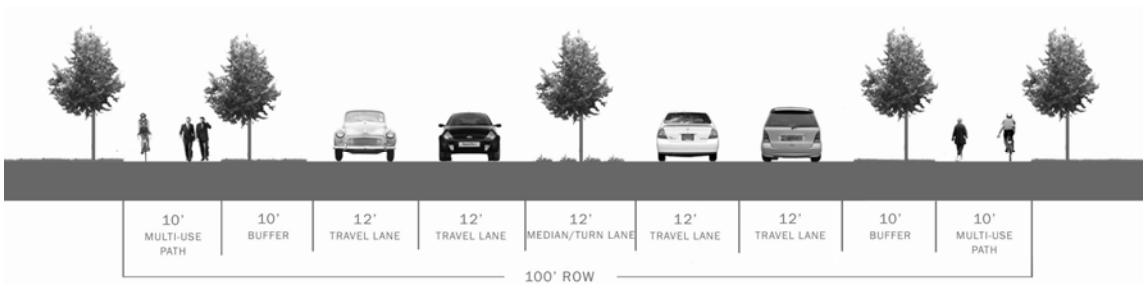 10'
MULTI-USE
PATH
10'
BUFFER
12'
TRAVEL LANE
12'
TRAVEL LANE
12'
MEDIAN/TURN LANE
12'
TRAVEL LANE
12'
TRAVEL LANE
10'
BUFFER
10'
MULTI-USE
PATH
100' ROW